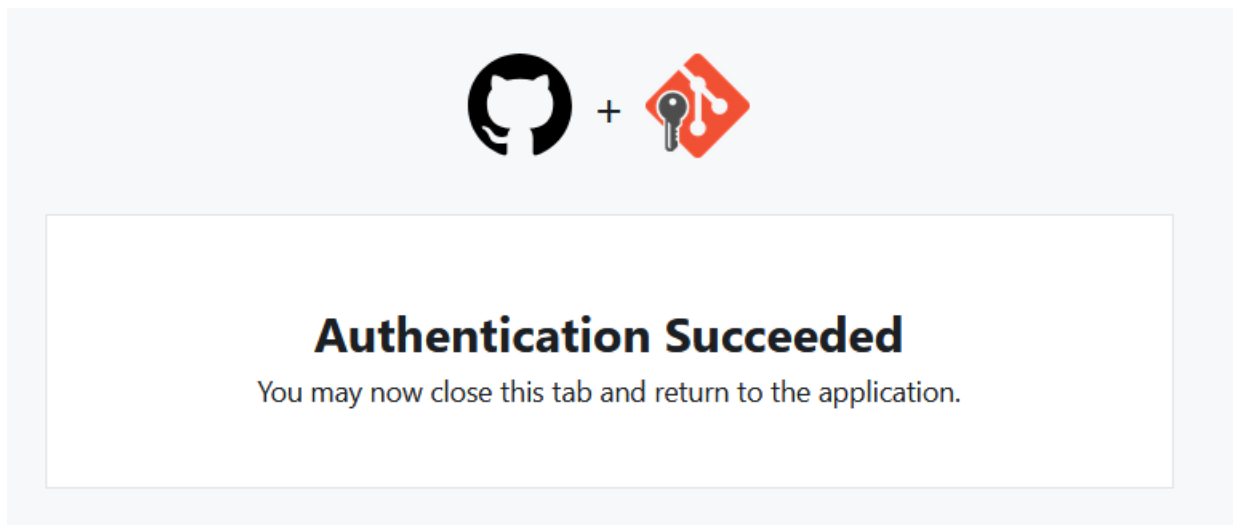 +
Authentication Succeeded
You may now close this tab and return to the application.